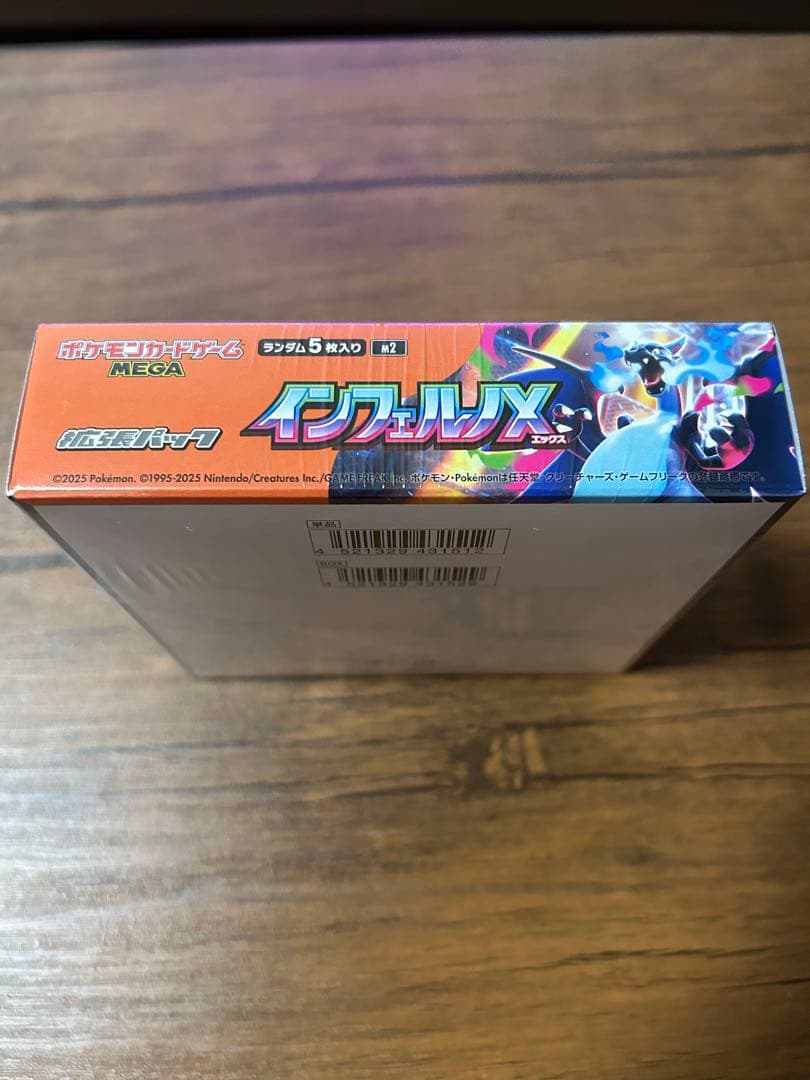 ポケモンカードゲーム
MEGA
ランダム5枚入り M2
拡張パック
インフェルノX
エックス
©2025 Pokémon. ©1995-2025 Nintendo/Creatures Inc./GAME FREAK inc. ポケモン・Pokémonは任天堂・クリーチャーズ・ゲームフリークの登録商標です。
単品
4 521329 431512
BOX
4 521329 431529